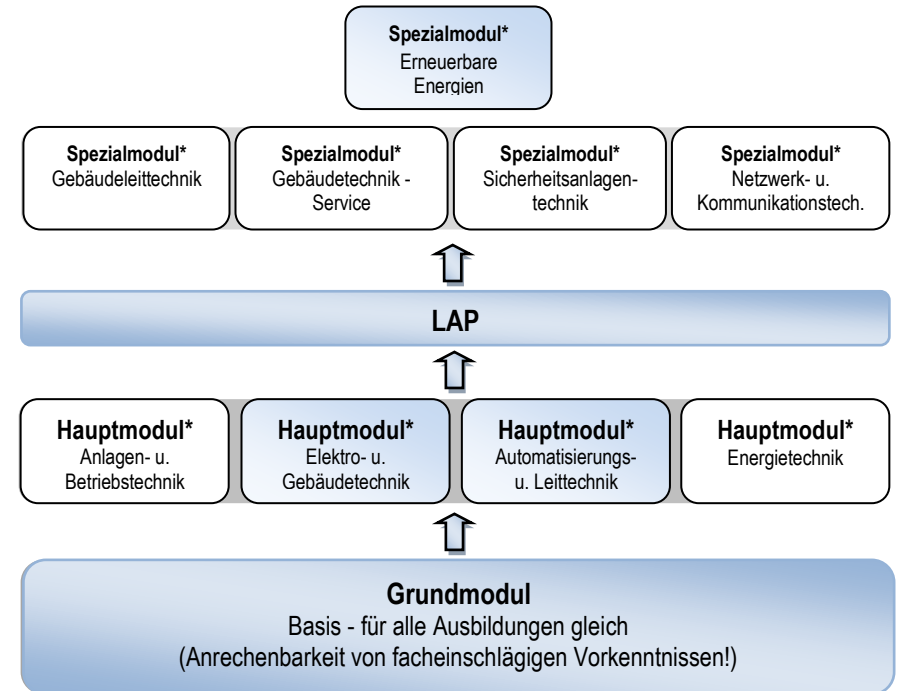 Spezialmodul*
Erneuerbare
Energien
Spezialmodul*
Gebäudeleittechnik
Spezialmodul*
Gebäudetechnik -
Service
Spezialmodul*
Sicherheitsanlagen-
technik
Spezialmodul*
Netzwerk- u.
Kommunikationstech.
LAP
Hauptmodul*
Anlagen- u.
Betriebstechnik
Hauptmodul*
Elektro- u.
Gebäudetechnik
Hauptmodul*
Automatisierungs-
u. Leittechnik
Hauptmodul*
Energietechnik
Grundmodul
Basis - für alle Ausbildungen gleich
(Anrechenbarkeit von facheinschlägigen Vorkenntnissen!)